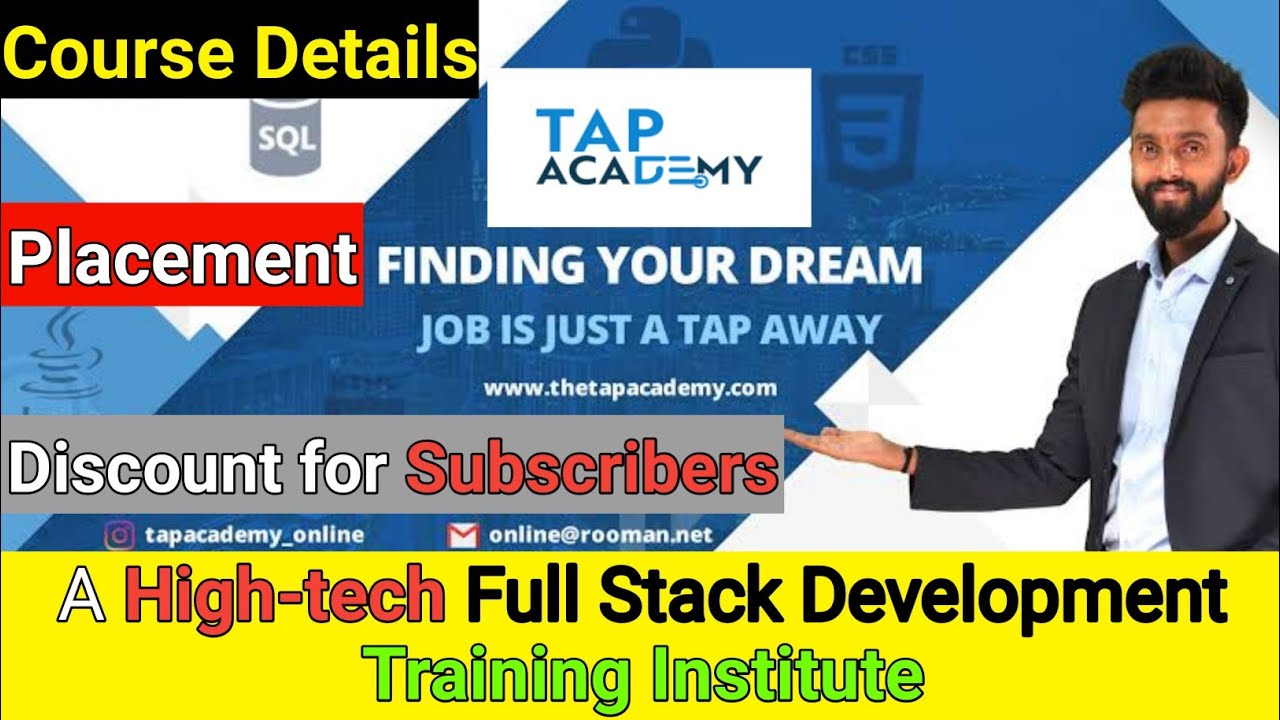 Course Details
CSS
SQL
TAP
ACADEMY
Placement
FINDING YOUR DREAM
JOB IS JUST A TAP AWAY
www.thetapacademy.com
Discount for Subscribers
tapacademy_online
online@rooman.net
A High-tech Full Stack Development
Training Institute